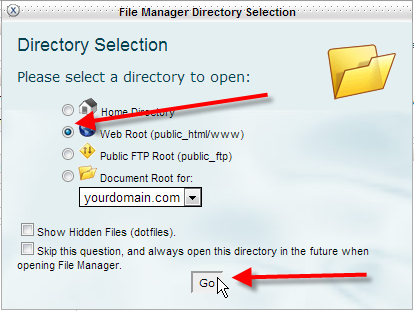 File Manager Directory Selection
Directory Selection
Please select a directory to open:
Home Directory
Web Root (public_html/www)
Public FTP Root (public_ftp)
Document Root for:
yourdomain.com
Show Hidden Files (dotfiles).
Skip this question, and always open this directory in the future when
opening File Manager.
Go